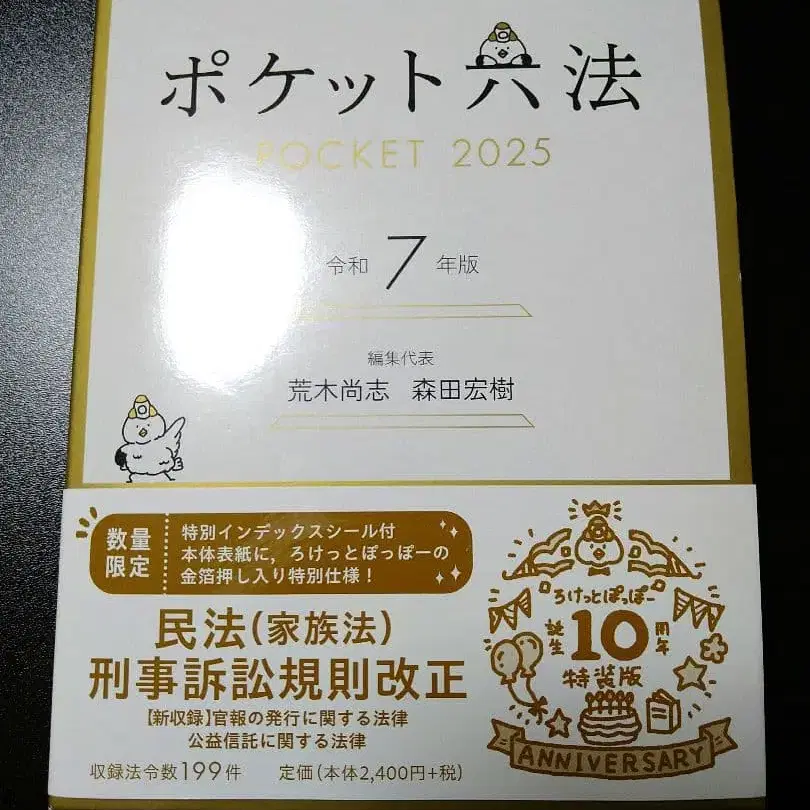 ポケット六法
POCKET 2025
令和7年版
編集代表
荒木尚志 森田宏樹
数量限定
特別インデックスシール付
本体表紙に，ろけっとぽっぽーの
金箔押し入り特別仕様！
民法（家族法）
刑事訴訟規則改正
【新収録】官報の発行に関する法律
公益信託に関する法律
収録法令数199件 定価（本体2,400円+税）
ろけっとぽっぽー
誕生10周年
特装版
ANNIVERSARY